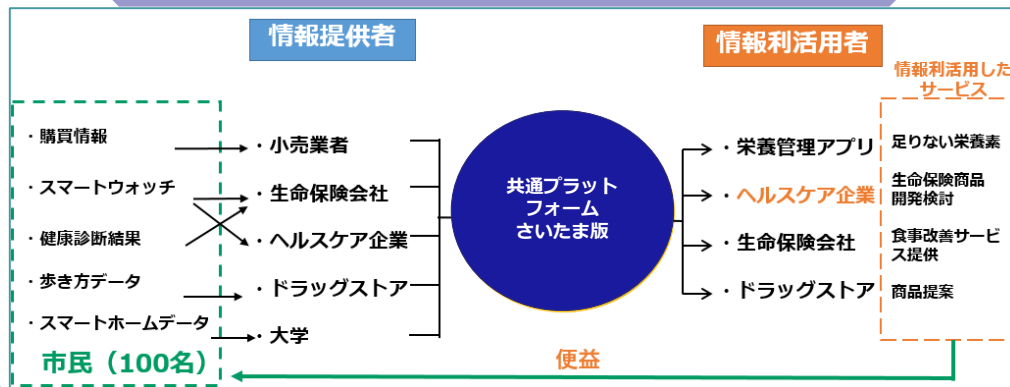 情報提供者
情報利活用者
情報利活用した
サービス
・購買情報
・スマートウォッチ
・健康診断結果
・歩き方データ
・スマートホームデータ
市民（100名）
・小売業者
・生命保険会社
・ヘルスケア企業
・ドラッグストア
・大学
共通プラット
フォーム
さいたま版
・栄養管理アプリ
・ヘルスケア企業
・生命保険会社
・ドラッグストア
足りない栄養素
生命保険商品
開発検討
食事改善サービ
ス提供
商品提案
便益